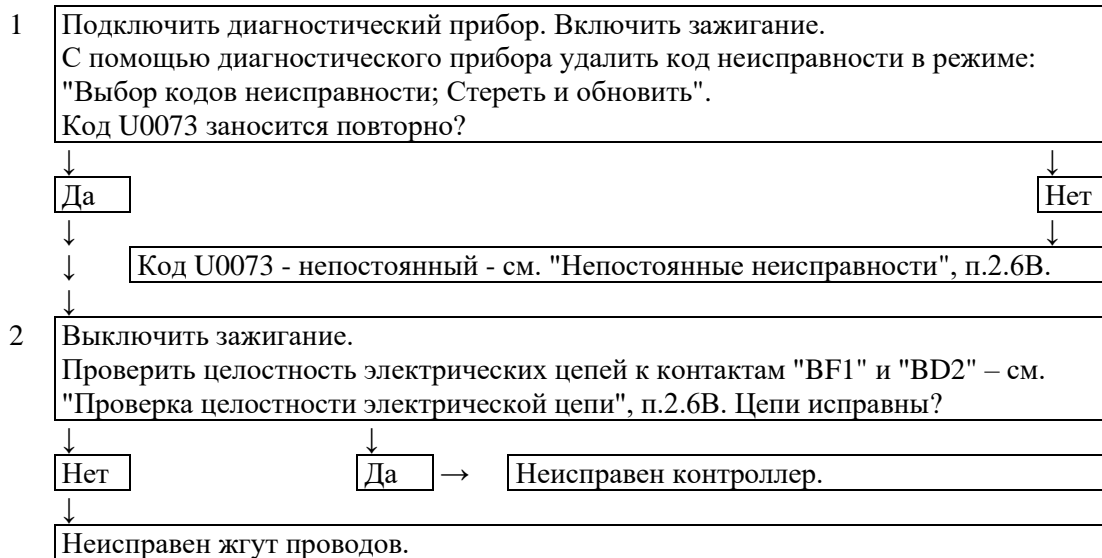 1 Подключить диагностический прибор. Включить зажигание.
С помощью диагностического прибора удалить код неисправности в режиме:
"Выбор кодов неисправности; Стереть и обновить".
Код U0073 заносится повторно?
↓ ↓
Да Нет
↓ ↓
↓ Код U0073 - непостоянный - см. "Непостоянные неисправности", п.2.6В.
↓
2 Выключить зажигание.
Проверить целостность электрических цепей к контактам "BF1" и "BD2" – см.
"Проверка целостности электрической цепи", п.2.6В. Цепи исправны?
↓ ↓
Нет Да → Неисправен контроллер.
↓
Неисправен жгут проводов.